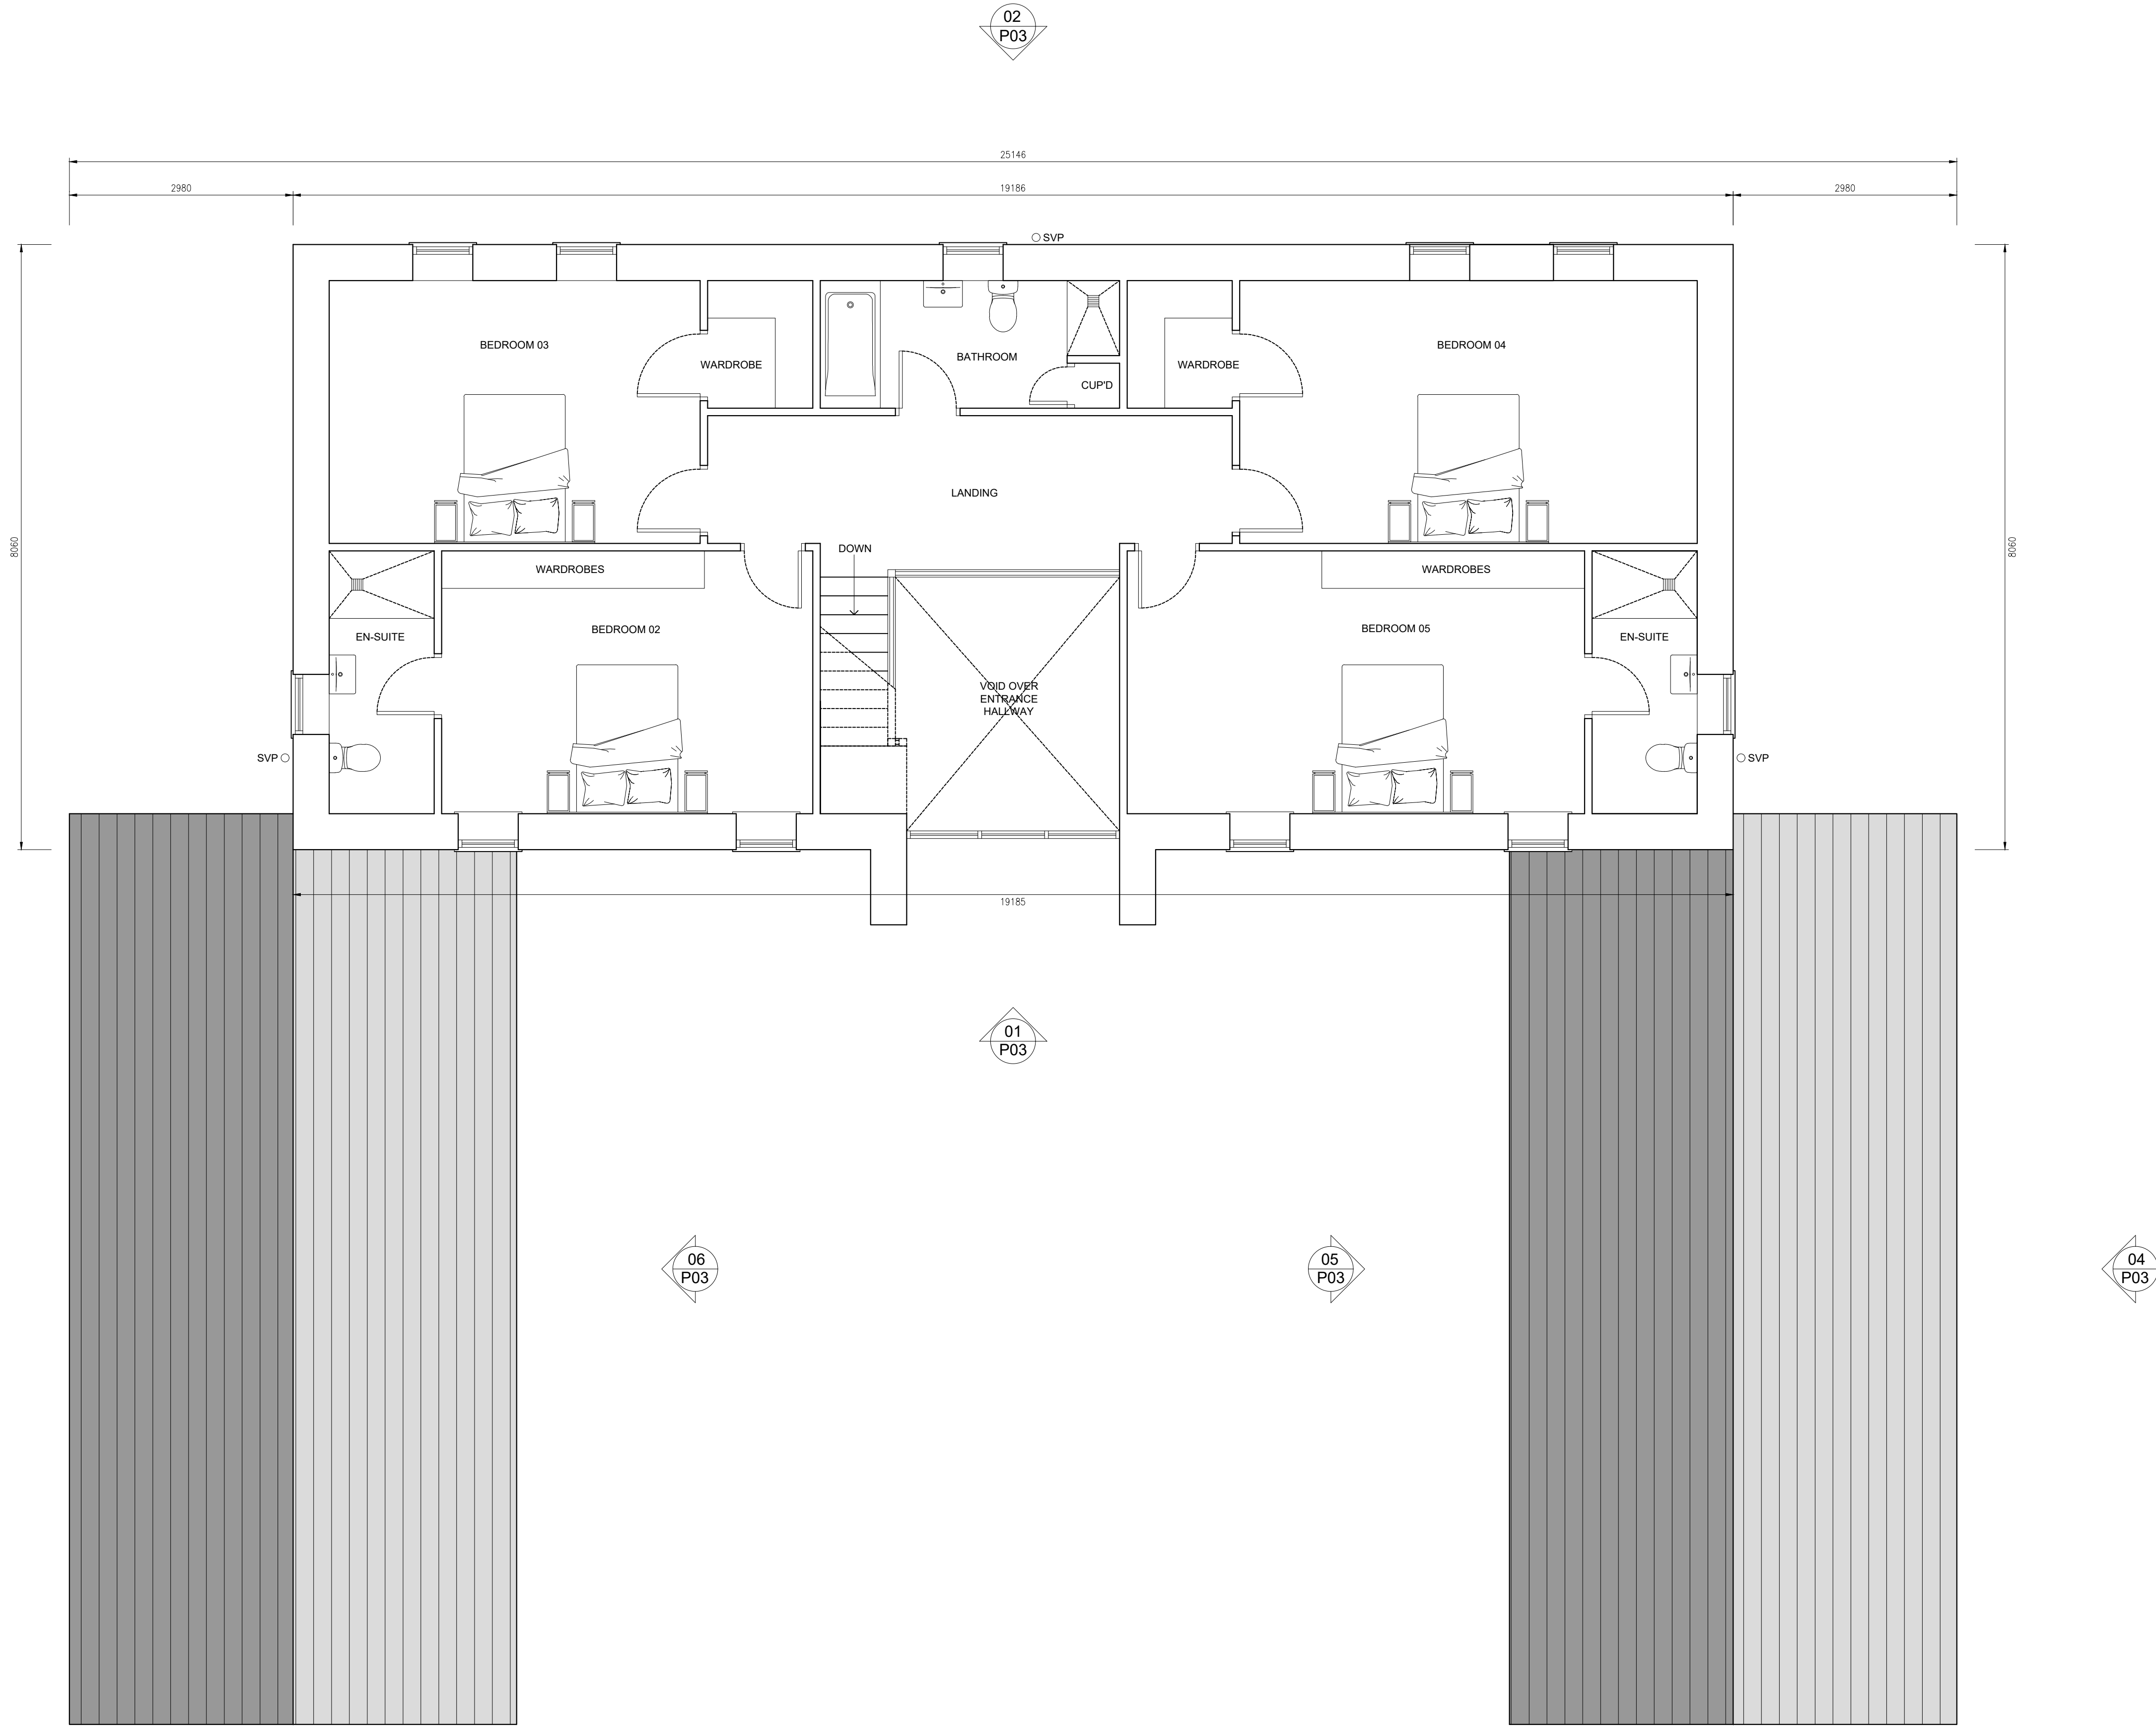 02
P03
25146
2980
19186
2980
SVP
BEDROOM 03
WARDROBE
BATHROOM
CUP'D
WARDROBE
BEDROOM 04
LANDING
8060
8060
DOWN
WARDROBES
WARDROBES
EN-SUITE
BEDROOM 02
BEDROOM 05
EN-SUITE
VOID OVER
ENTRANCE
HALLWAY
SVP
SVP
19185
01
P03
06
P03
05
P03
04
P03